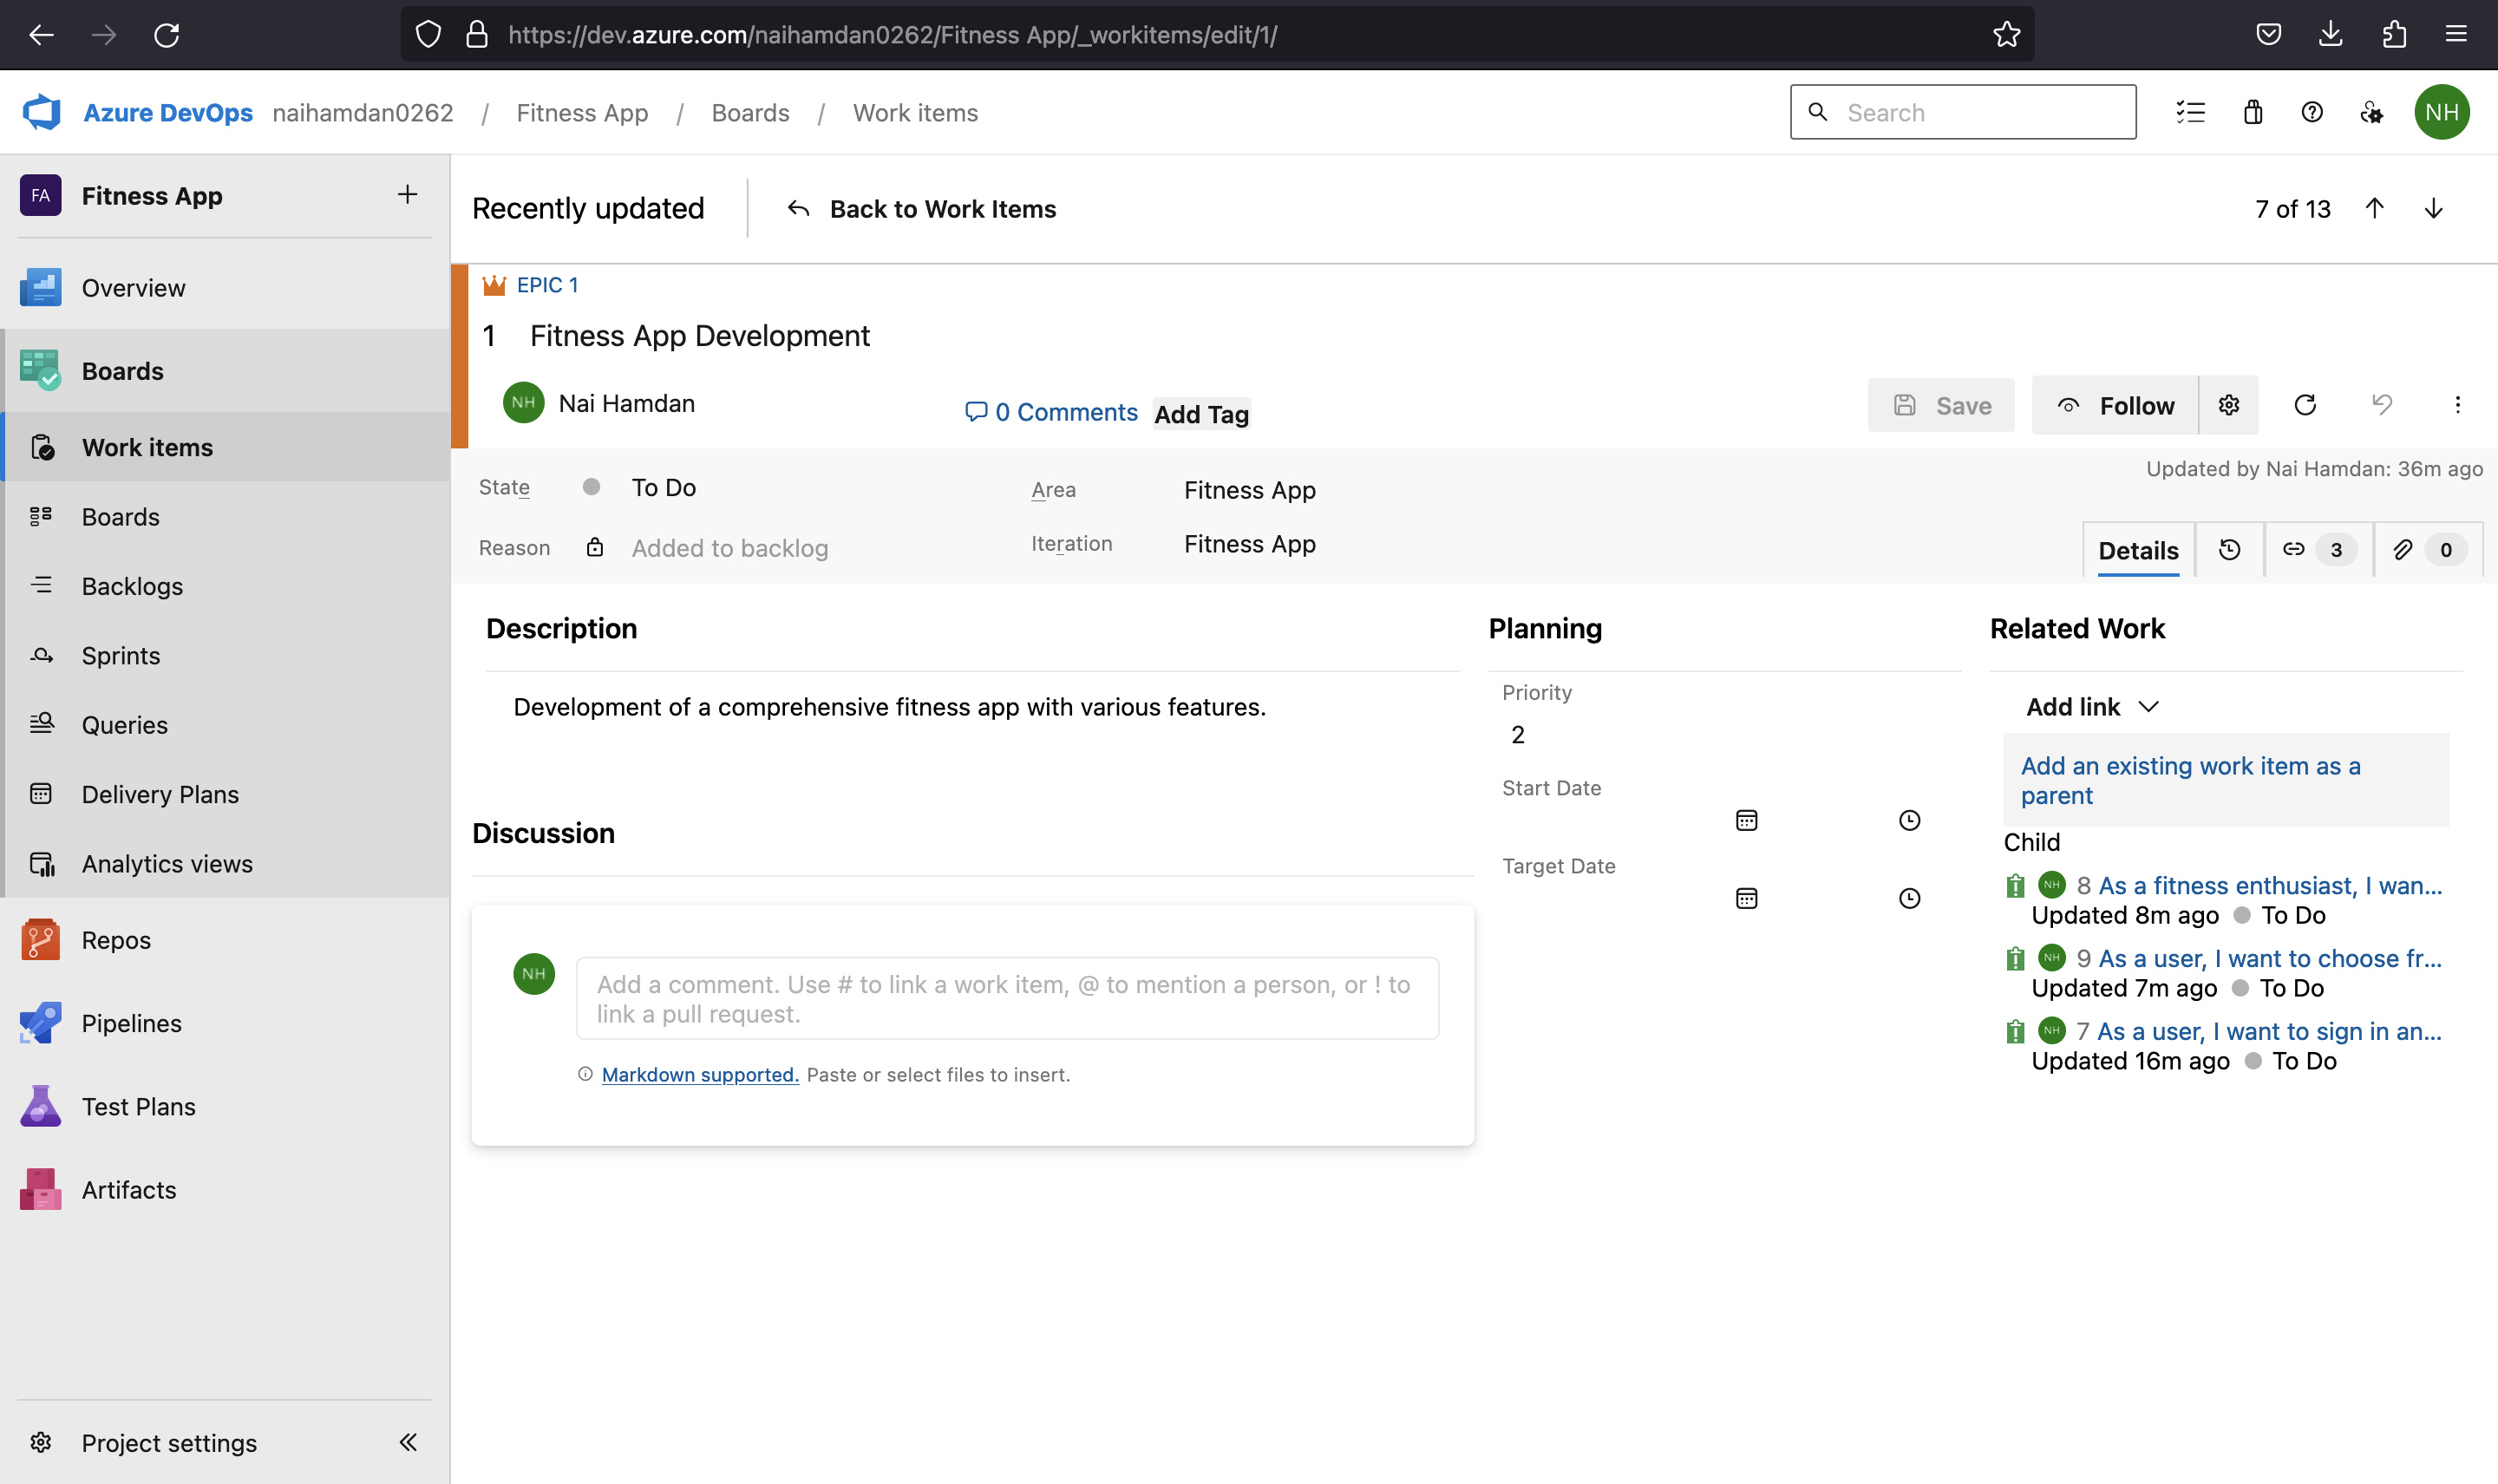 https://dev.azure.com/naihamdan0262/Fitness App/_workitems/edit/1/
Azure DevOps naihamdan0262 / Fitness App / Boards / Work items
Search
NH
FA Fitness App
Overview
Boards
Work items
Boards
Backlogs
Sprints
Queries
Delivery Plans
Analytics views
Repos
Pipelines
Test Plans
Artifacts
Project settings
Recently updated
Back to Work Items
7 of 13
EPIC 1
1 Fitness App Development
NH Nai Hamdan
0 Comments Add Tag
Save
Follow
State To Do
Area Fitness App
Updated by Nai Hamdan: 36m ago
Reason Added to backlog
Iteration Fitness App
Details
3
0
Description
Development of a comprehensive fitness app with various features.
Discussion
NH
Add a comment. Use # to link a work item, @ to mention a person, or ! to
link a pull request.
Markdown supported. Paste or select files to insert.
Planning
Priority
2
Start Date
Target Date
Related Work
Add link
Add an existing work item as a
parent
Child
NH 8 As a fitness enthusiast, I wan...
Updated 8m ago To Do
NH 9 As a user, I want to choose fr...
Updated 7m ago To Do
NH 7 As a user, I want to sign in an...
Updated 16m ago To Do